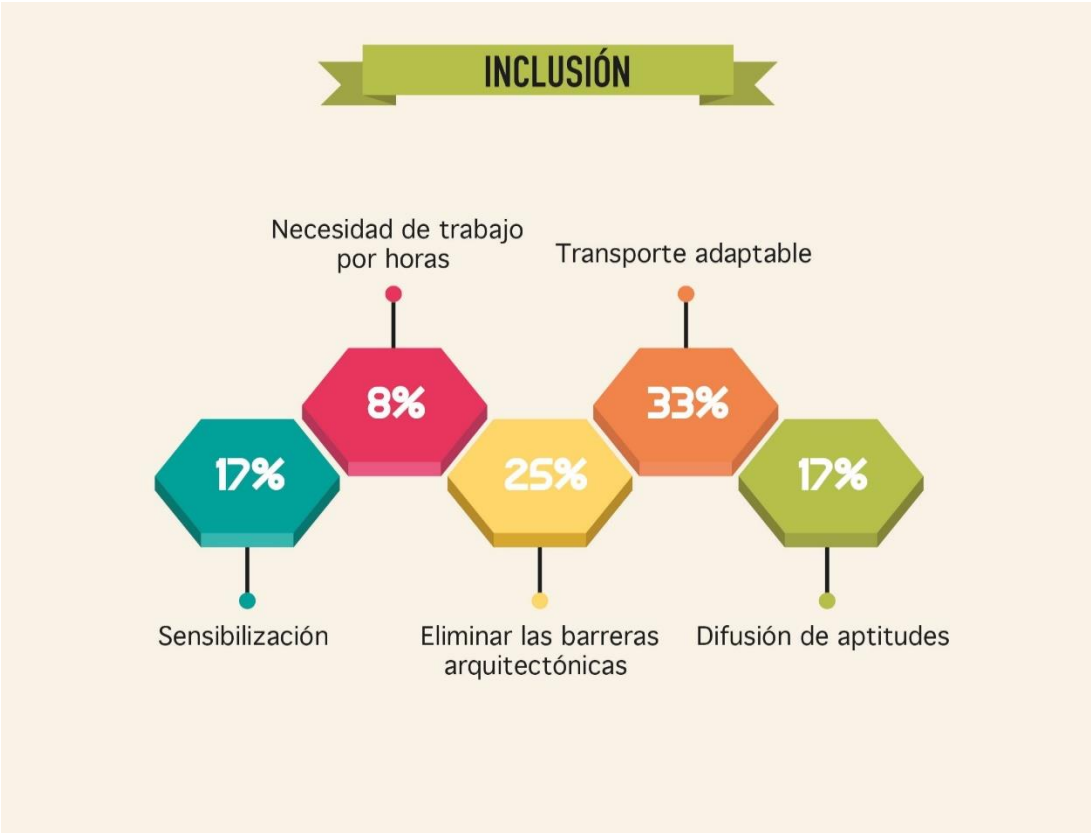 INCLUSIÓN
Necesidad de trabajo
por horas
Transporte adaptable
8%
33%
17%
25%
17%
Sensibilización
Eliminar las barreras
arquitectónicas
Difusión de aptitudes